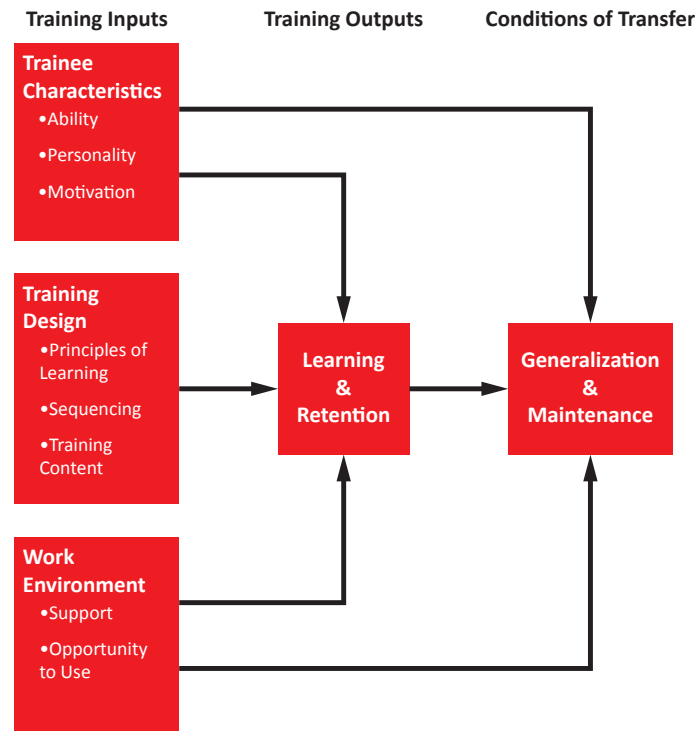 Training Inputs
Training Outputs
Conditions of Transfer
Trainee
Characteristics
•Ability
•Personality
•Motivation
Training
Design
•Principles of
Learning
•Sequencing
•Training
Content
Work
Environment
•Support
•Opportunity
to Use
Learning
&
Retention
Generalization
&
Maintenance